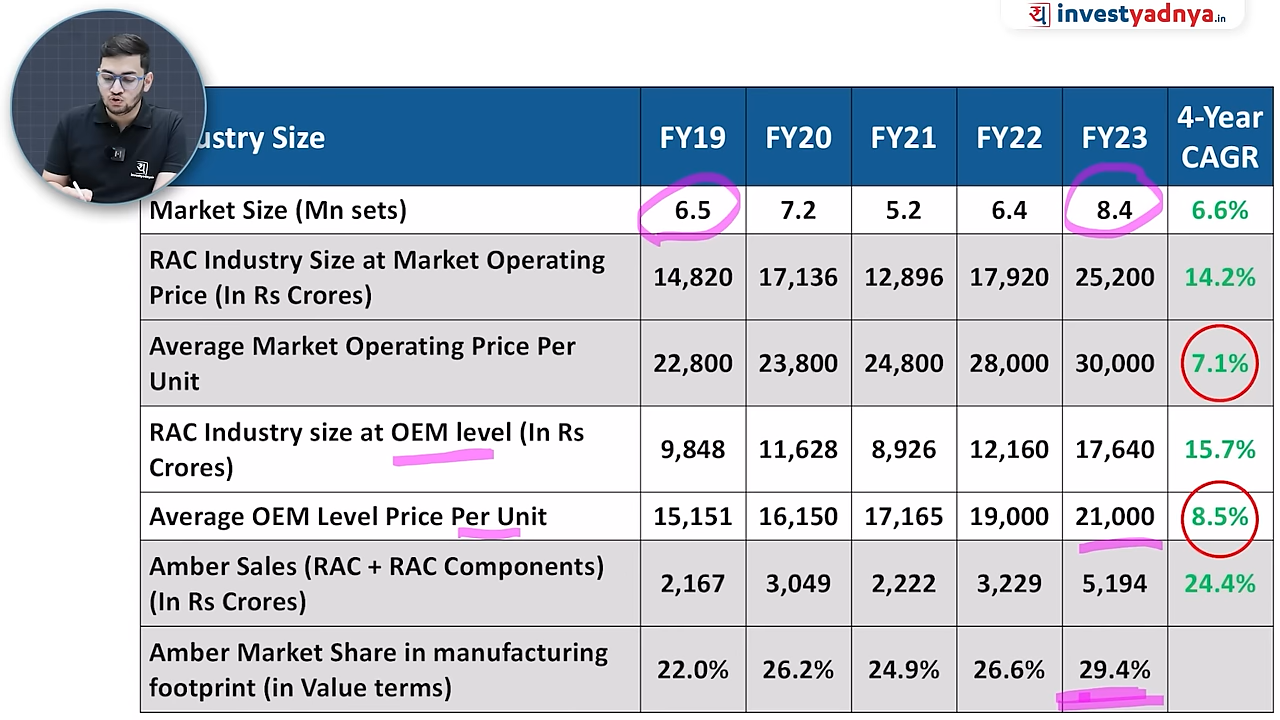 य investyadnya.in
ustry Size FY19 FY20 FY21 FY22 FY23 4-Year CAGR
Market Size (Mn sets) 6.5 7.2 5.2 6.4 8.4 6.6%
RAC Industry Size at Market Operating
Price (In Rs Crores) 14,820 17,136 12,896 17,920 25,200 14.2%
Average Market Operating Price Per
Unit 22,800 23,800 24,800 28,000 30,000 7.1%
RAC Industry size at OEM level (In Rs
Crores) 9,848 11,628 8,926 12,160 17,640 15.7%
Average OEM Level Price Per Unit 15,151 16,150 17,165 19,000 21,000 8.5%
Amber Sales (RAC + RAC Components)
(In Rs Crores) 2,167 3,049 2,222 3,229 5,194 24.4%
Amber Market Share in manufacturing
footprint (in Value terms) 22.0% 26.2% 24.9% 26.6% 29.4%